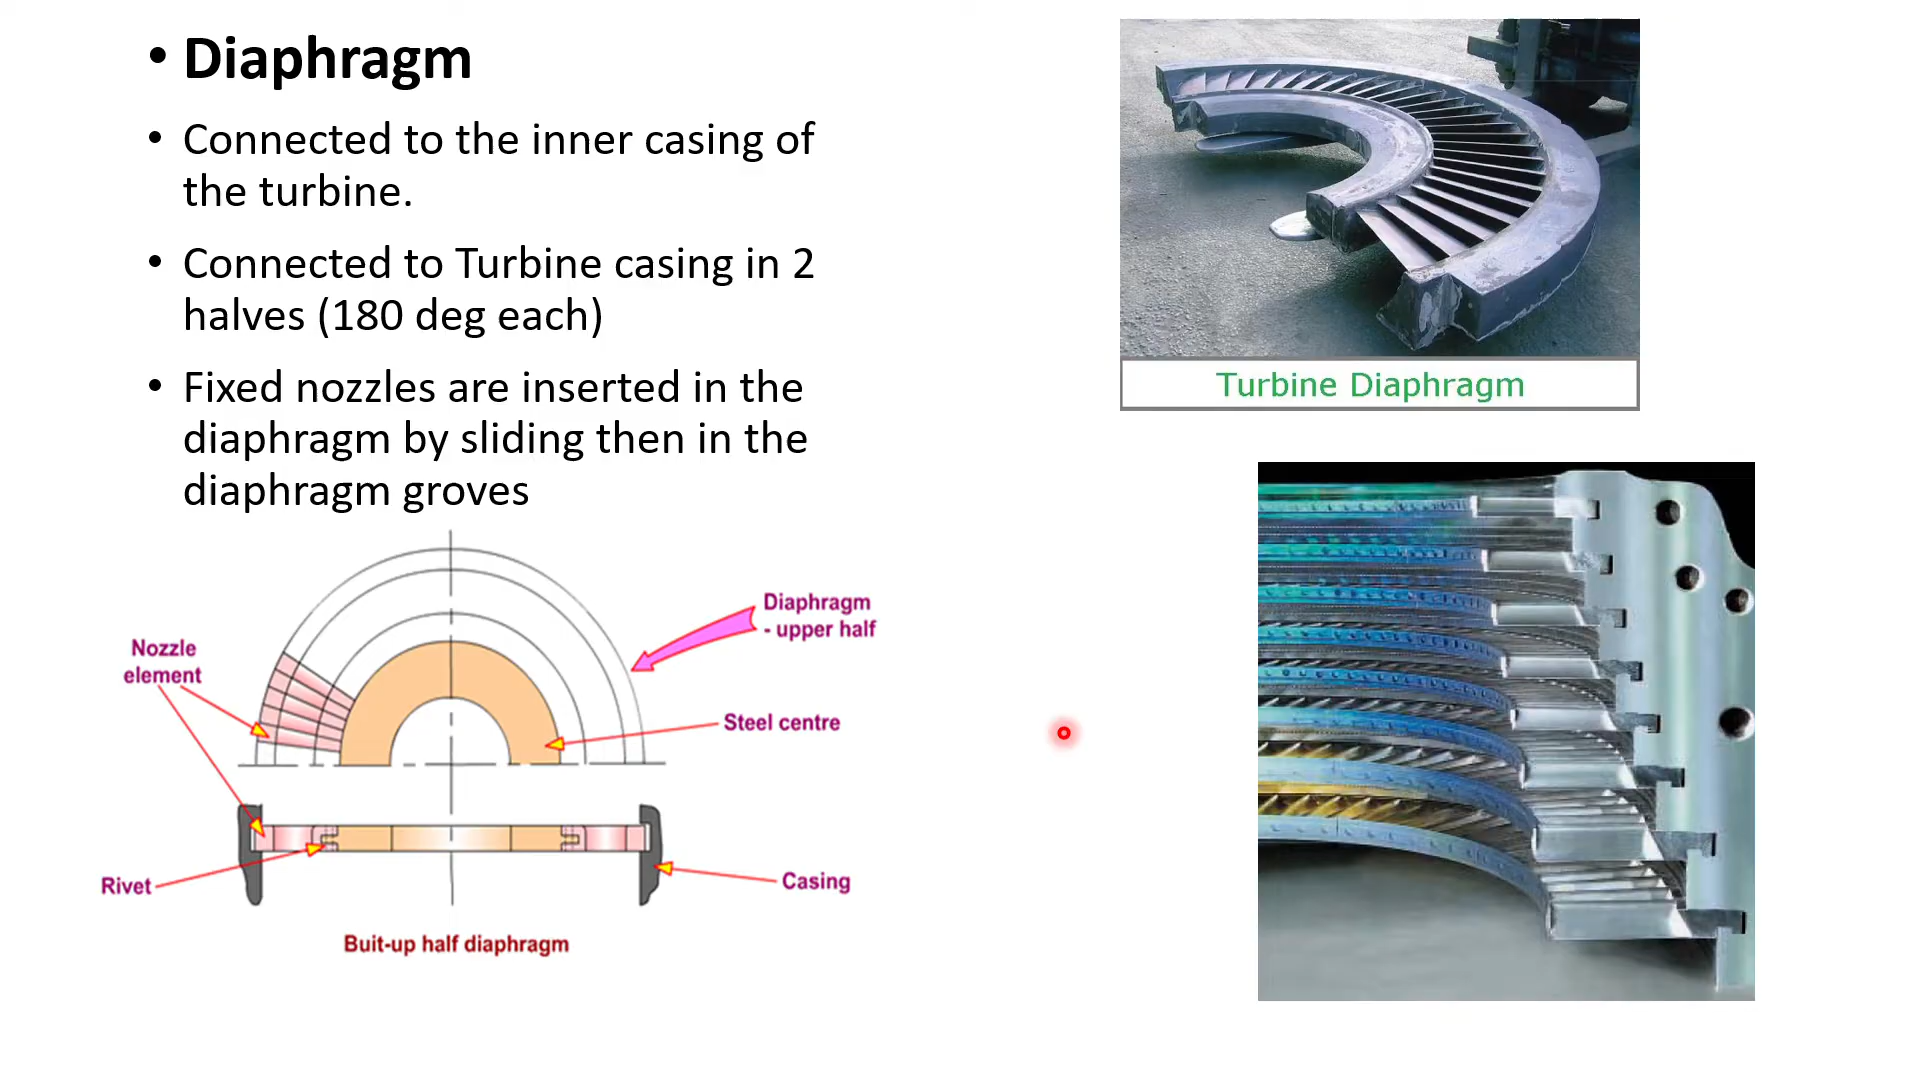 • Diaphragm
• Connected to the inner casing of
the turbine.
• Connected to Turbine casing in 2
halves (180 deg each)
• Fixed nozzles are inserted in the
diaphragm by sliding then in the
diaphragm groves
Turbine Diaphragm
Diaphragm
- upper half
Nozzle
element
Steel centre
Rivet
Casing
Buit-up half diaphragm